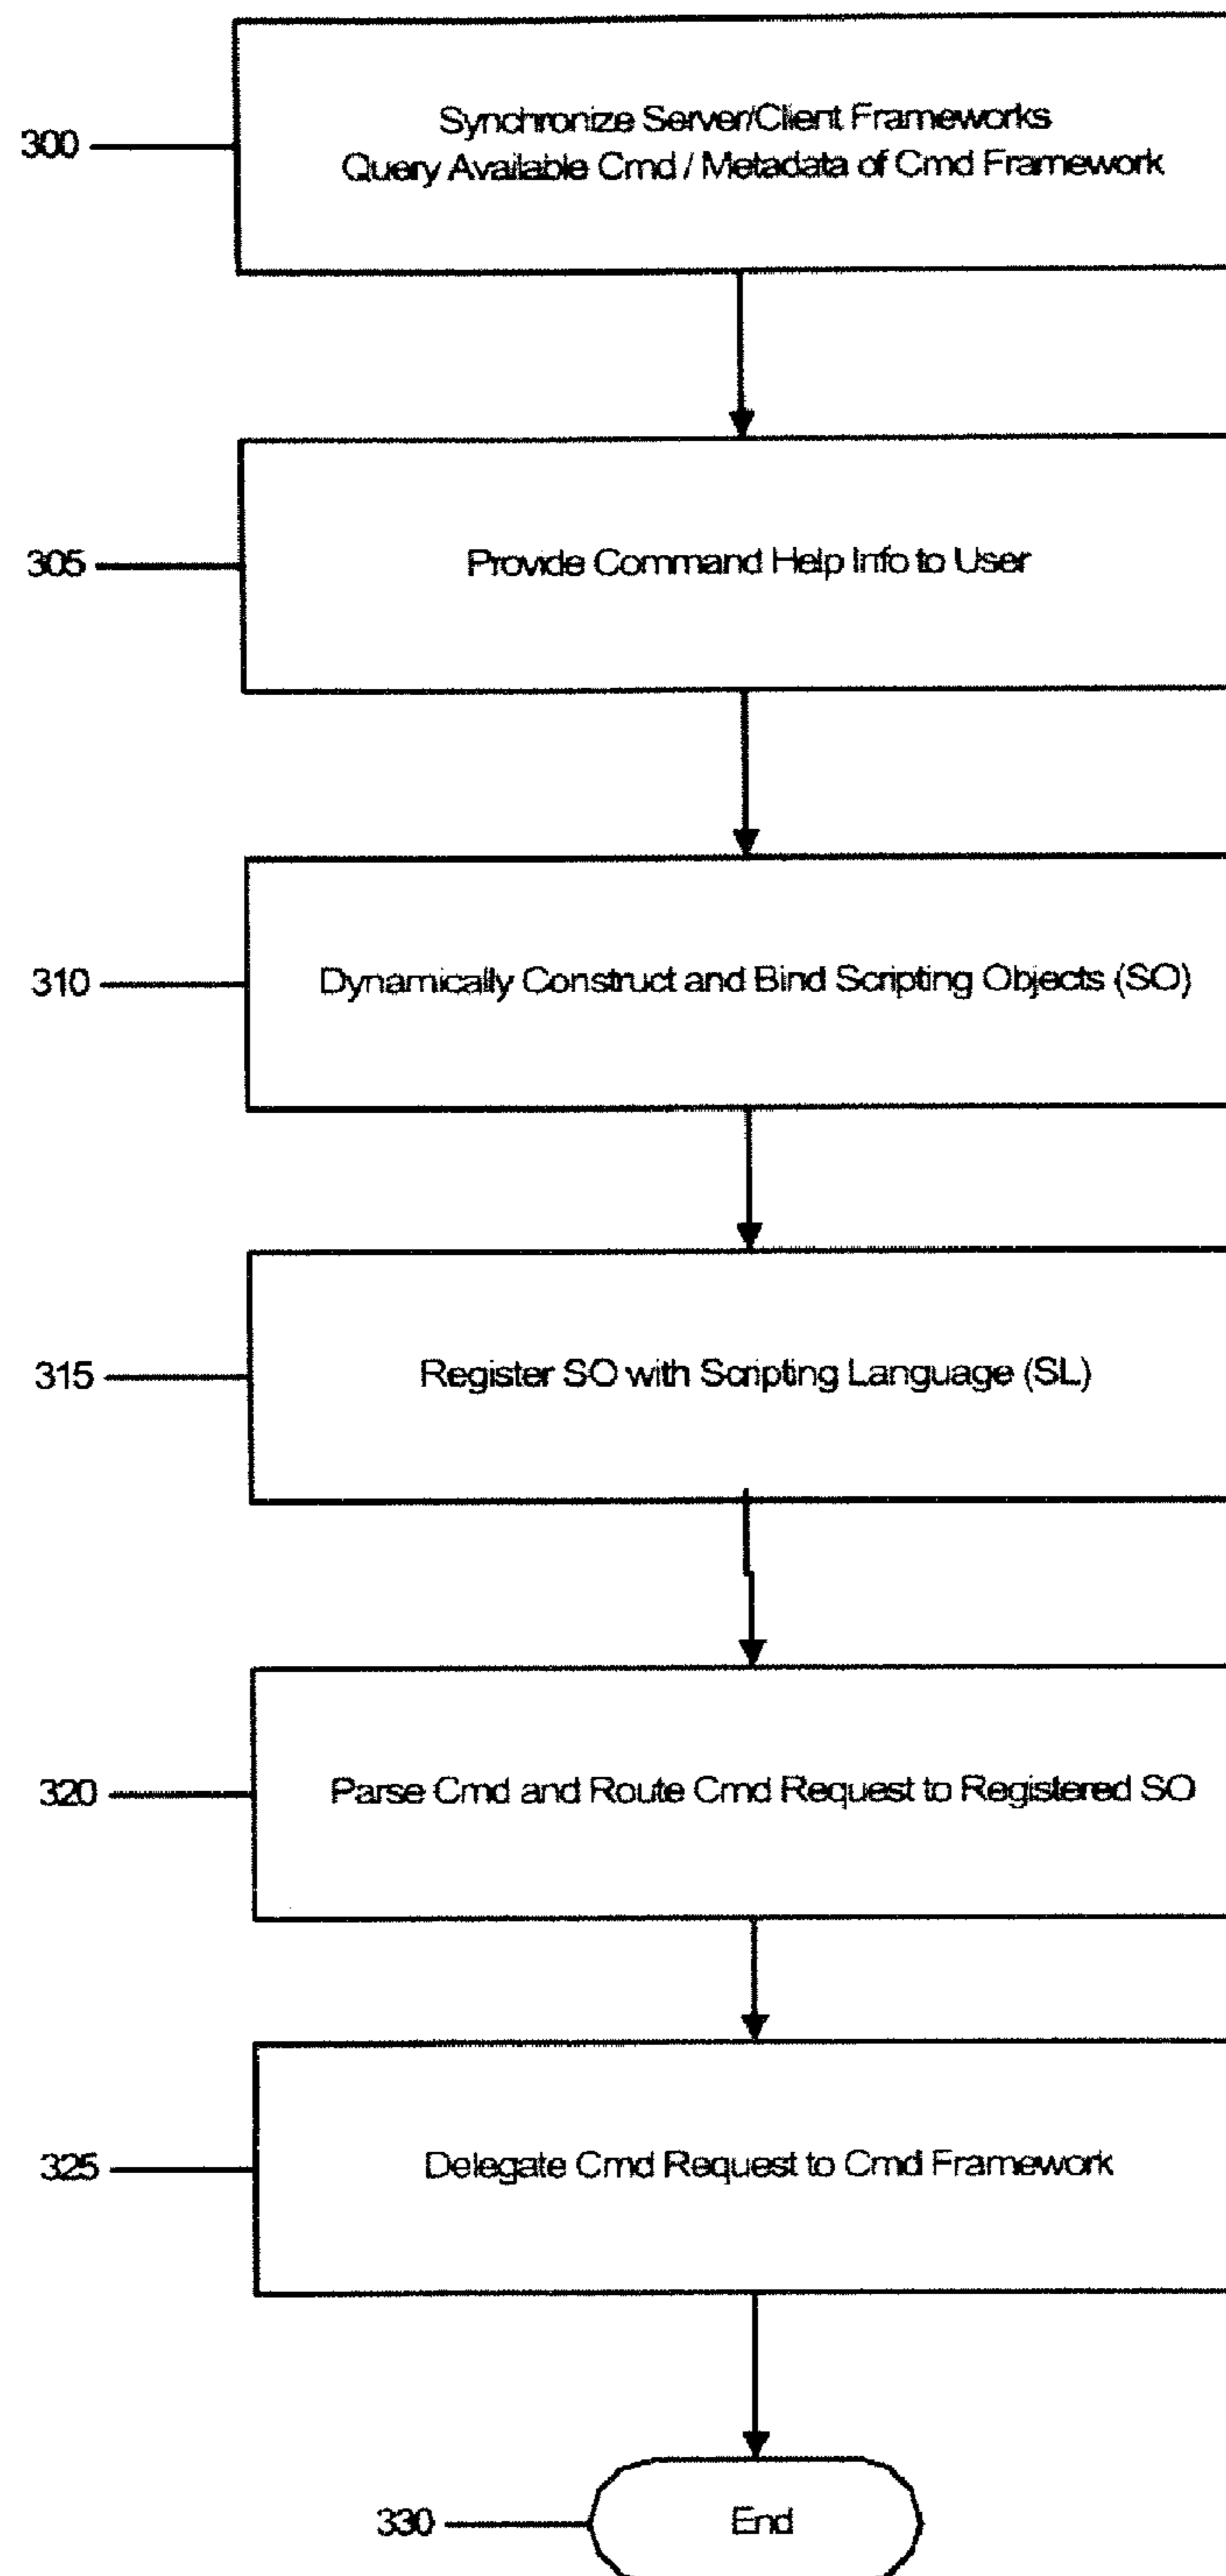 300
Synchronize Server/Client Frameworks
Query Available Cmd / Metadata of Cmd Framework
305
Provide Command Help Info to User
310
Dynamically Construct and Bind Scripting Objects (SO)
315
Register SO with Scripting Language (SL)
320
Parse Cmd and Route Cmd Request to Registered SO
325
Delegate Cmd Request to Cmd Framework
330
End